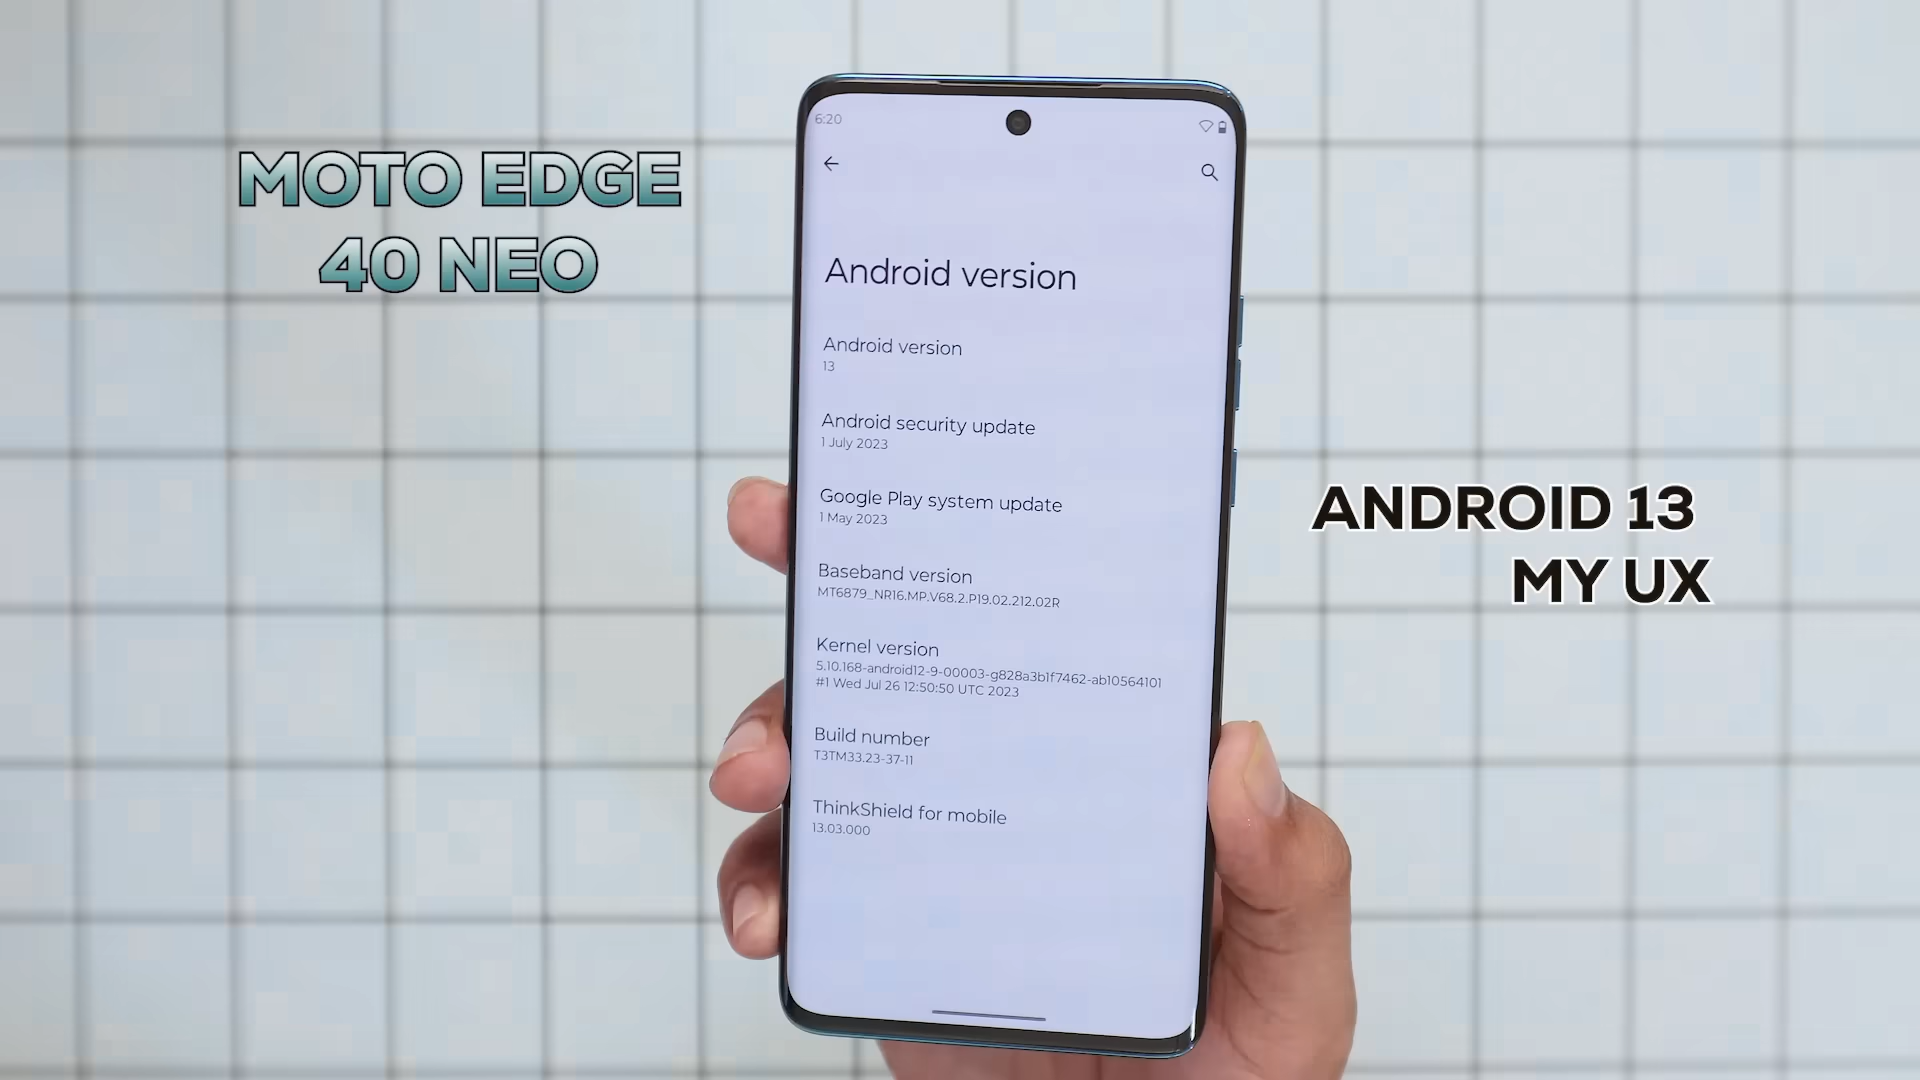 MOTO EDGE
40 NEO
6:20
Android version
Android version
13
Android security update
1 July 2023
Google Play system update
1 May 2023
Baseband version
MT6879_NR16.MP.V68.2.P19.02.212.02R
Kernel version
5.10.168-android12-9-00003-g828a3b1f7462-ab10564101
#1 Wed Jul 26 12:50:50 UTC 2023
Build number
T3TM33.23-37-11
ThinkShield for mobile
13.03.000
ANDROID 13
MY UX